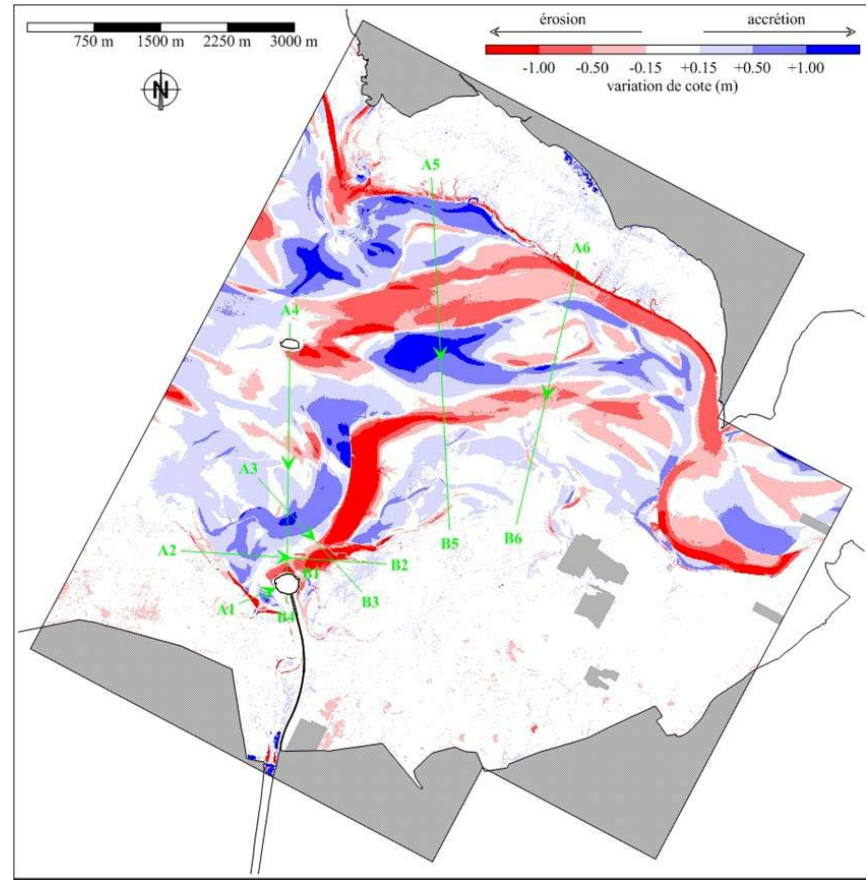 érosion accrétion
750 m 1500 m 2250 m 3000 m
-1.00 -0.50 -0.15 +0.15 +0.50 +1.00
variation de cote (m)
N
A5
A6
A4
A3
A2
B1
B2
B5
B6
A1
B4
B3